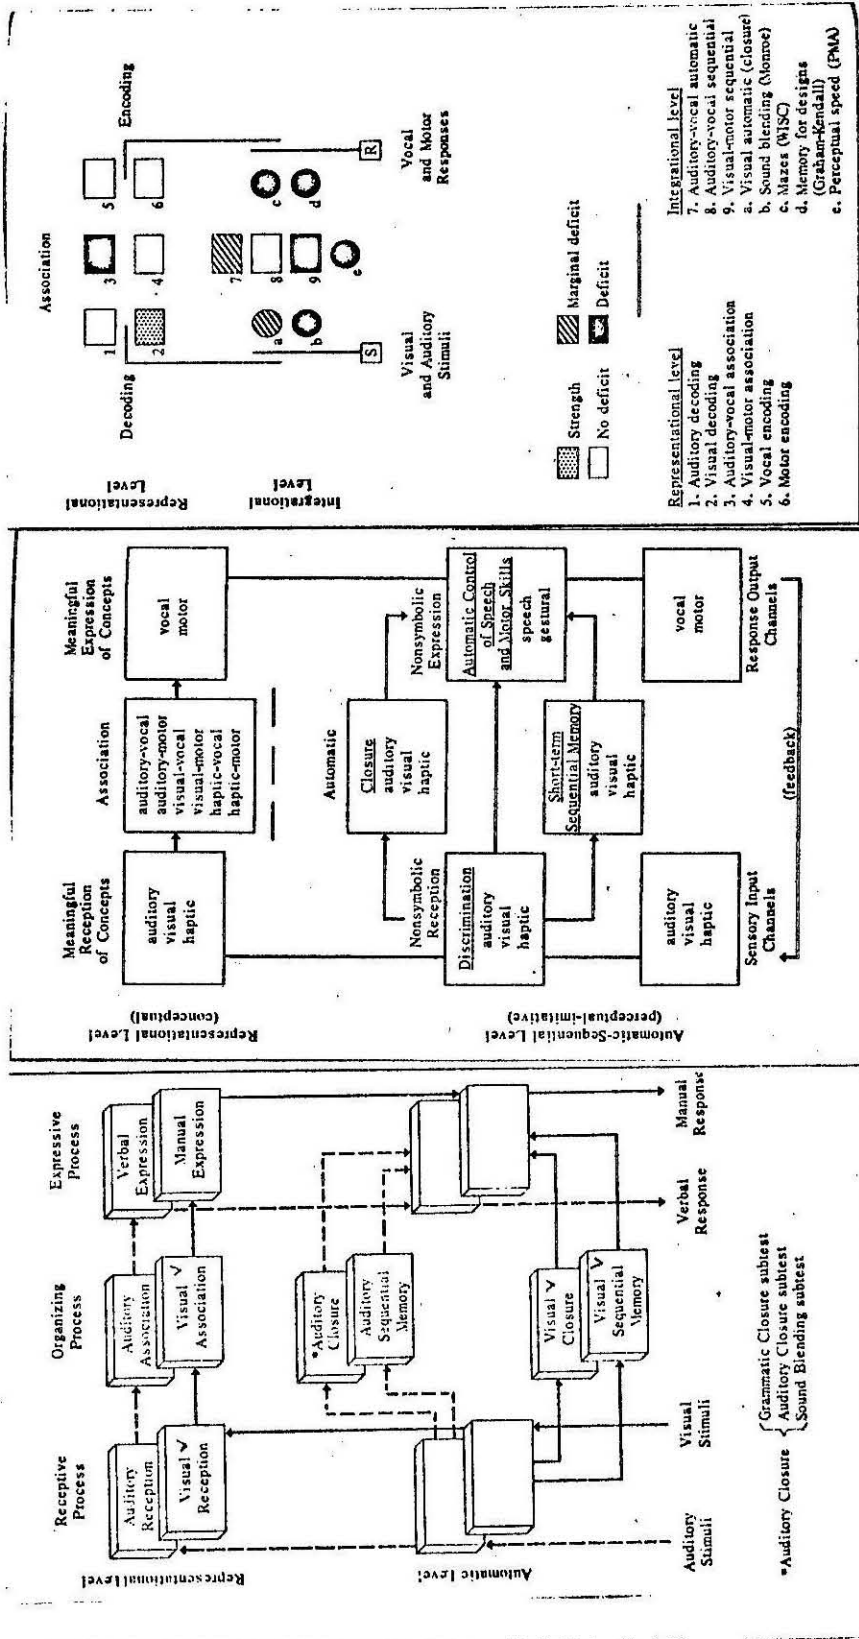 Receptive
Process
Organizing
Process
Expressive
Process
Representational Level
Auditory
Reception
Visual ✓
Reception
Auditory
Association
Visual ✓
Association
Verbal
Expression
Manual
Expression
Automatic Level
*Auditory
Closure
Auditory
Sequential
Memory
Visual ✓
Closure
Visual ✓
Sequential
Memory
Auditory
Stimuli
Visual
Stimuli
Verbal
Response
Manual
Response
*Auditory Closure
Grammatic Closure subtest
Auditory Closure subtest
Sound Blending subtest
Meaningful
Reception
of Concepts
Association
Meaningful
Expression
of Concepts
Representational Level
(conceptual)
auditory
visual
haptic
auditory-vocal
auditory-motor
visual-vocal
visual-motor
haptic-vocal
haptic-motor
vocal
motor
Automatic
Nonsymbolic
Reception
Nonsymbolic
Expression
Automatic-Sequential Level
(perceptual-imitative)
Closure
auditory
visual
haptic
Discrimination
auditory
visual
haptic
Automatic Control
of Speech
and Motor Skills
speech
gestural
Short-term
Sequential Memory
auditory
visual
haptic
auditory
visual
haptic
vocal
motor
Sensory Input
Channels
Response Output
Channels
(feedback)
Association
Decoding
Encoding
Representational
Level
1
2
3
4
5
6
Integrational
Level
7
8
9
a
b
c
d
e
S
R
Visual
and Auditory
Stimuli
Vocal
and Motor
Responses
Strength
No deficit
Marginal deficit
Deficit
Representational level
1. Auditory decoding
2. Visual decoding
3. Auditory-vocal association
4. Visual-motor association
5. Vocal encoding
6. Motor encoding
Integrational level
7. Auditory-vocal automatic
8. Auditory-vocal sequential
9. Visual-motor sequential
a. Visual automatic (closure)
b. Sound blending (Monroe)
c. Mazes (WISC)
d. Memory for designs
(Graham-Kendall)
e. Perceptual speed (PMA)